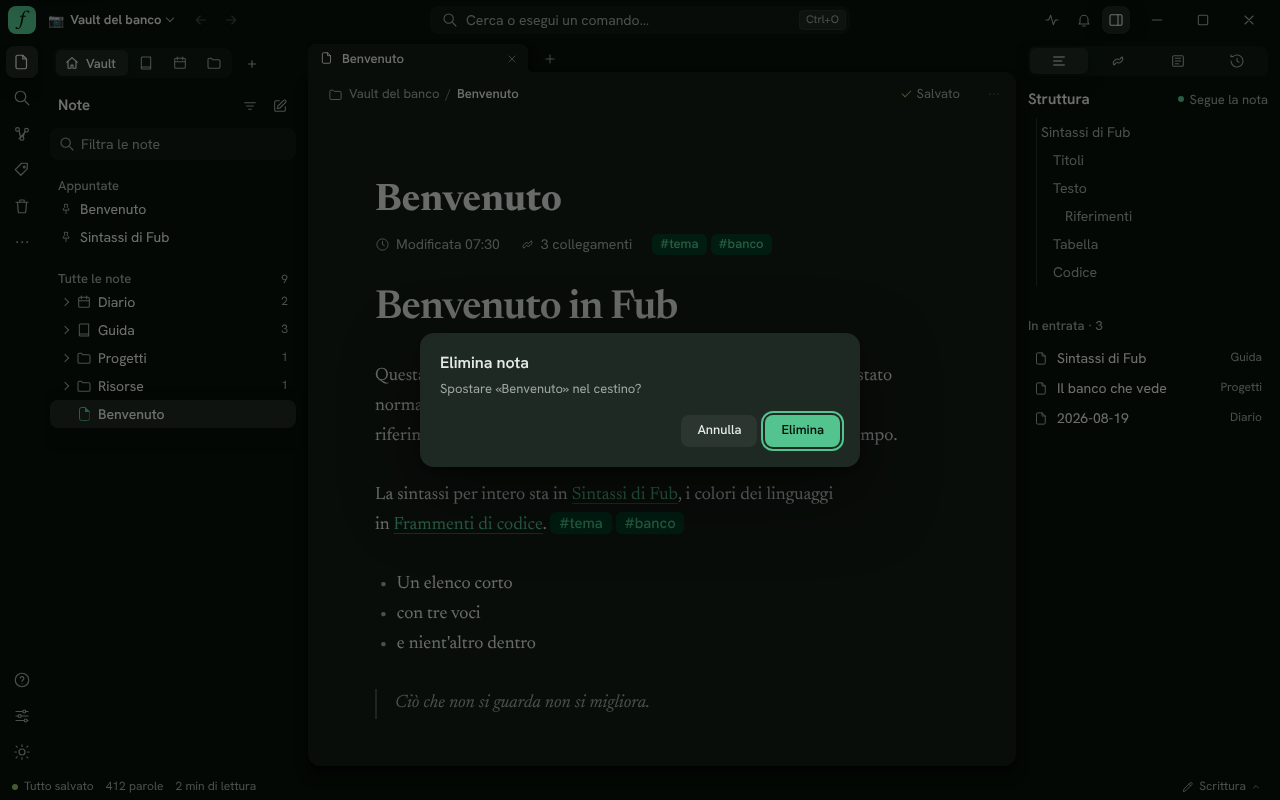 f
Vault del banco
Cerca o esegui un comando...
Ctrl+O
Vault
Note
Filtra le note
Appuntate
Benvenuto
Sintassi di Fub
Tutte le note 9
Diario 2
Guida 3
Progetti 1
Risorse 1
Benvenuto
Benvenuto
Vault del banco / Benvenuto
Salvato
Benvenuto
Modificata 07:30 3 collegamenti #tema #banco
Benvenuto in Fub
Elimina nota
Spostare «Benvenuto» nel cestino?
Annulla
Elimina
La sintassi per intero sta in Sintassi di Fub, i colori dei linguaggi
in Frammenti di codice. #tema #banco
• Un elenco corto
• con tre voci
• e nient'altro dentro
Ciò che non si guarda non si migliora.
Struttura
Segue la nota
Sintassi di Fub
Titoli
Testo
Riferimenti
Tabella
Codice
In entrata · 3
Sintassi di Fub Guida
Il banco che vede Progetti
2026-08-19 Diario
Tutto salvato 412 parole 2 min di lettura
Scrittura